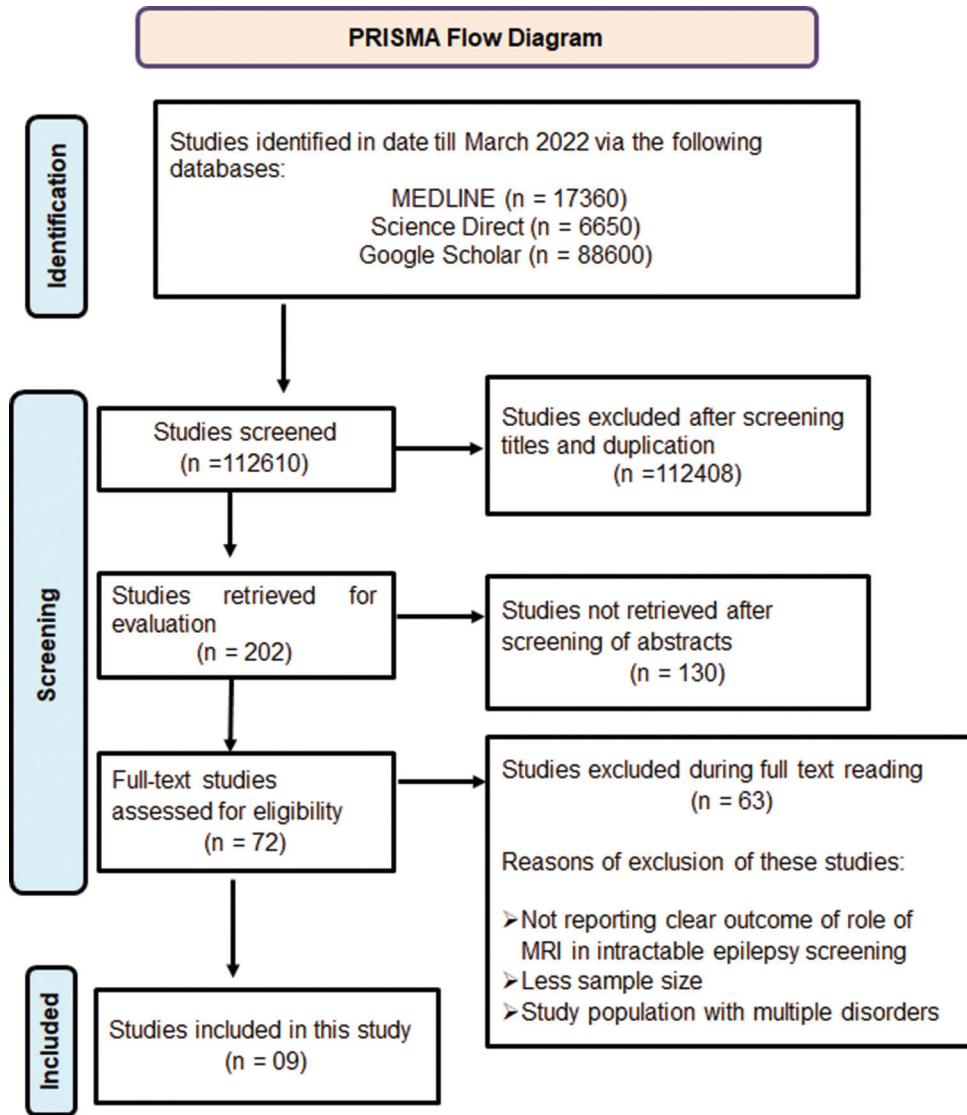 PRISMA Flow Diagram
Identification
Studies identified in date till March 2022 via the following
databases:
MEDLINE (n = 17360)
Science Direct (n = 6650)
Google Scholar (n = 88600)
Screening
Studies screened
(n =112610)
Studies excluded after screening
titles and duplication
(n =112408)
Studies retrieved for
evaluation
(n = 202)
Studies not retrieved after
screening of abstracts
(n = 130)
Full-text studies
assessed for eligibility
(n = 72)
Studies excluded during full text reading
(n = 63)
Reasons of exclusion of these studies:
➢Not reporting clear outcome of role of
MRI in intractable epilepsy screening
➢Less sample size
➢Study population with multiple disorders
Included
Studies included in this study
(n = 09)